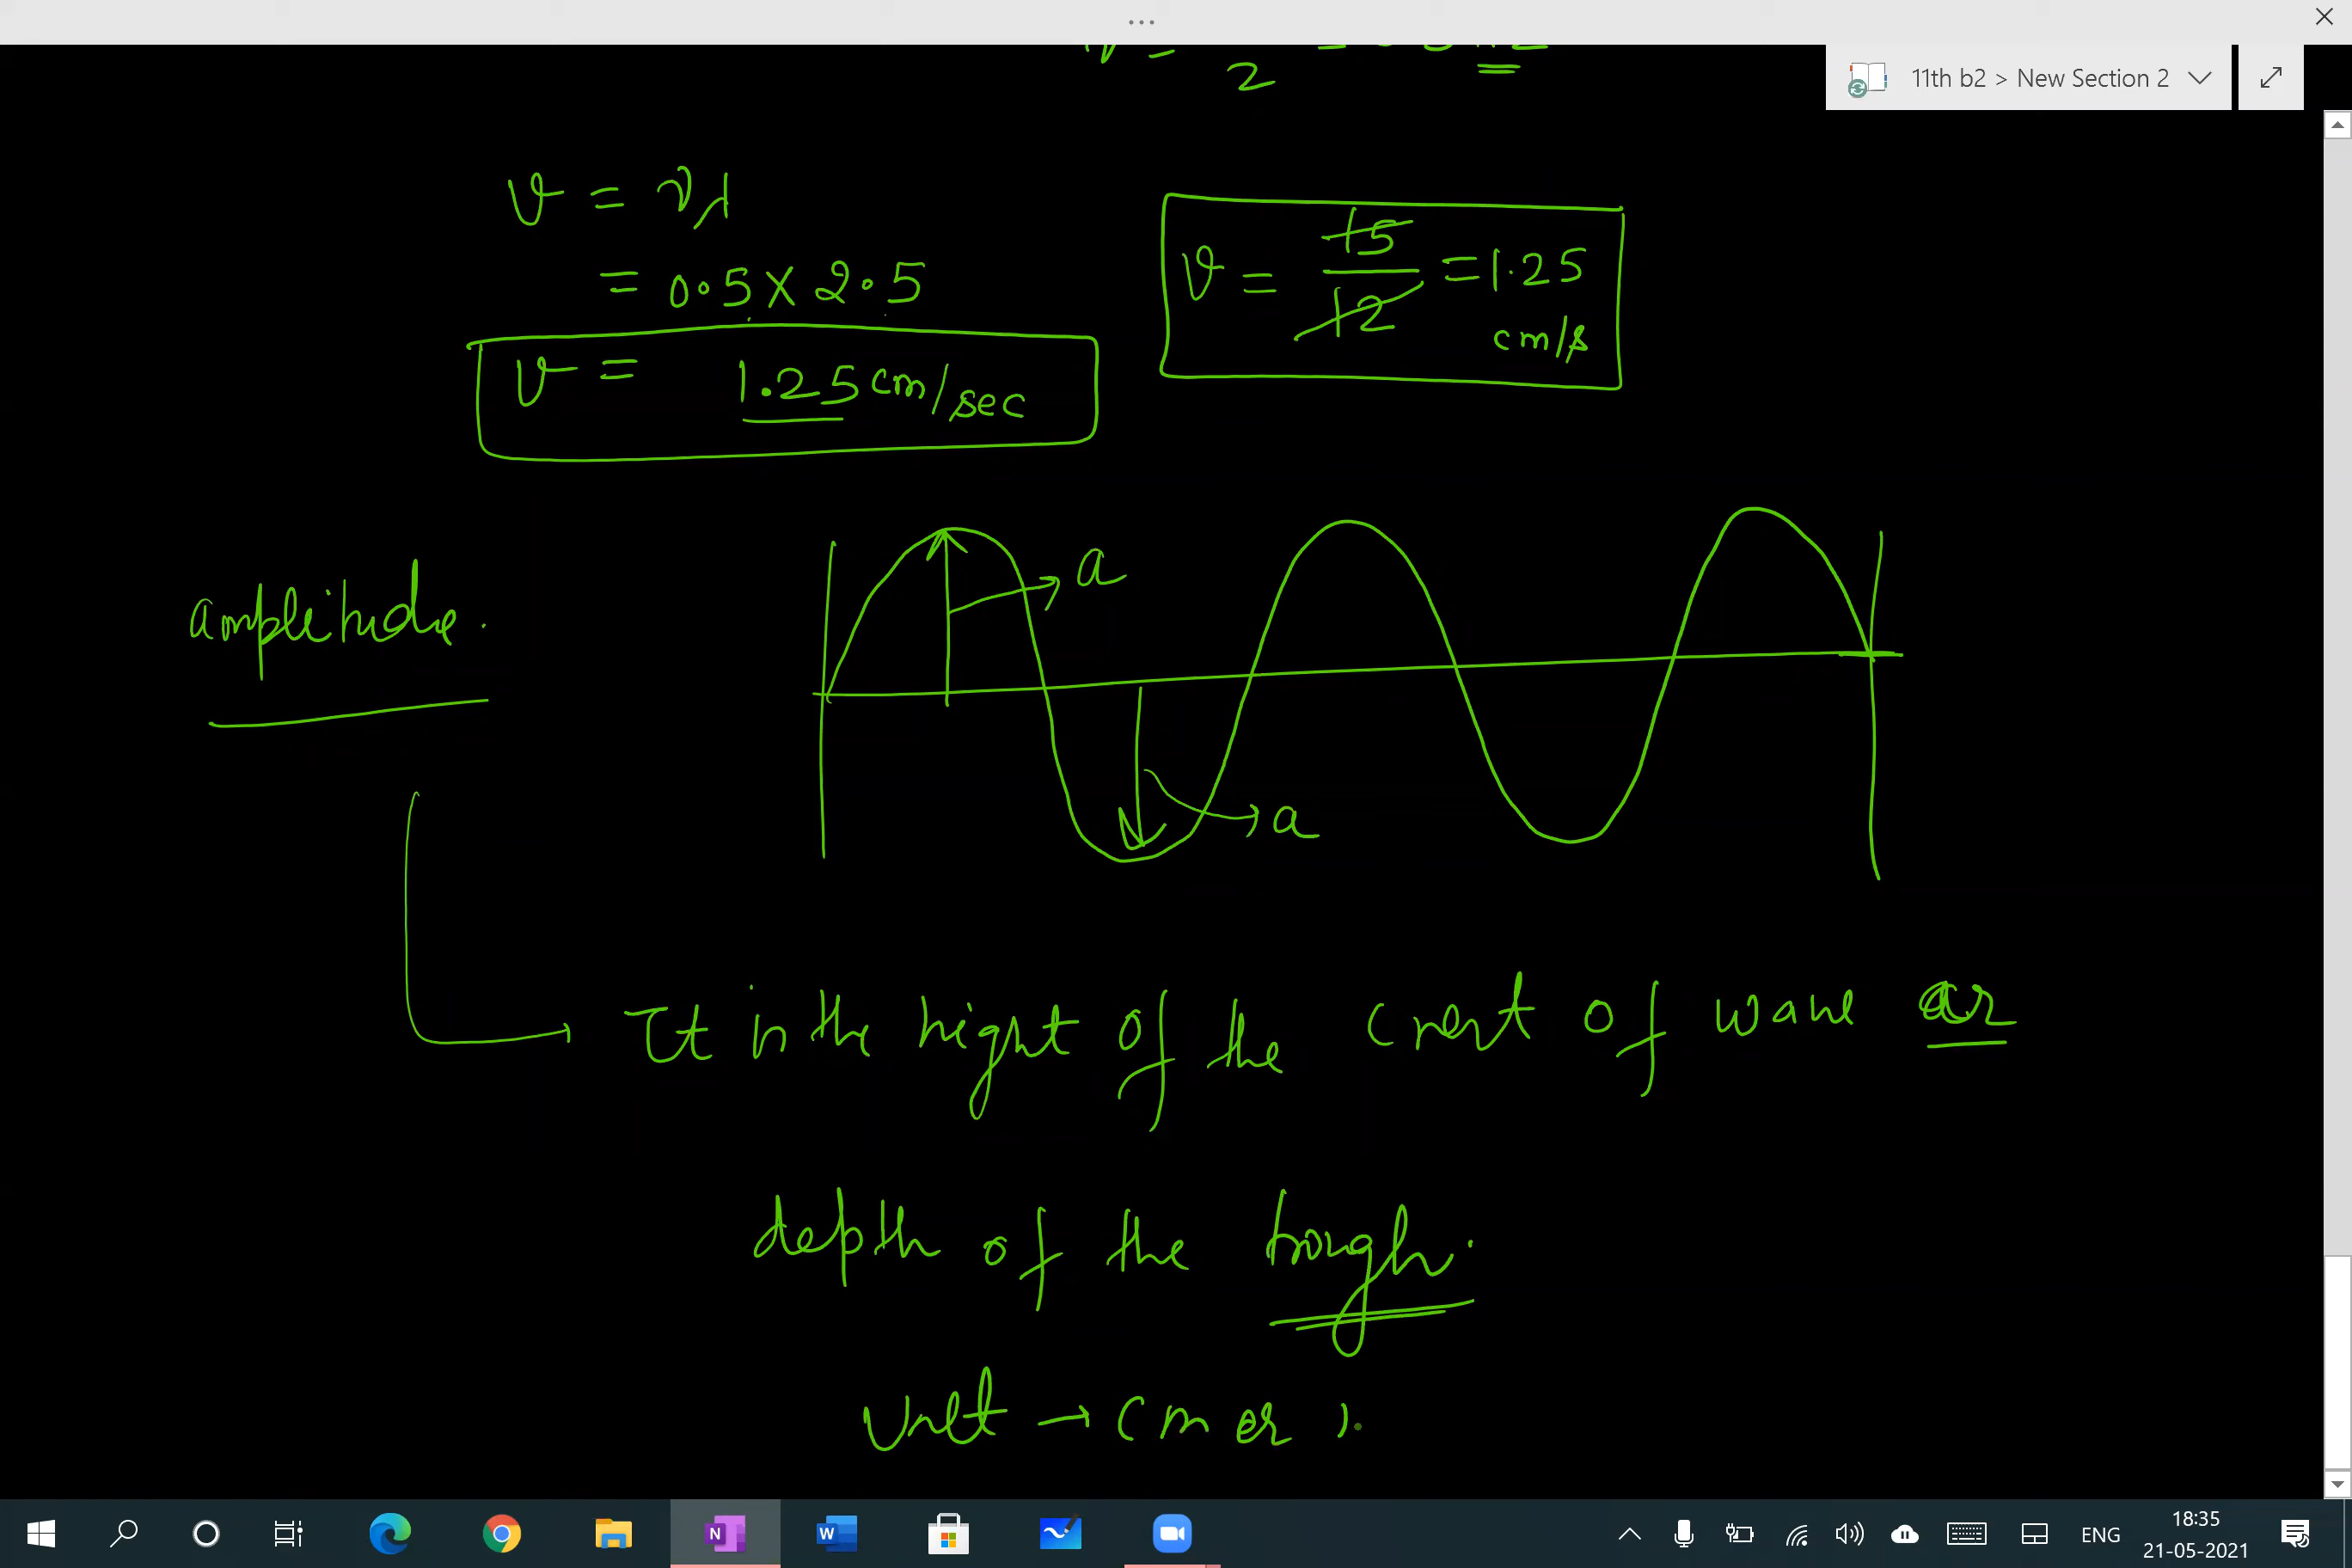 2
11th b2 > New Section 2
v = νλ
= 0.5 X 2.5
v = 1.25 cm/sec
v = 15/12 = 1.25
cm/s
a
amplitude.
a
It is the hight of the crest of wave or
depth of the trough.
Unit → cm or
N
W
ENG
18:35
21-05-2021